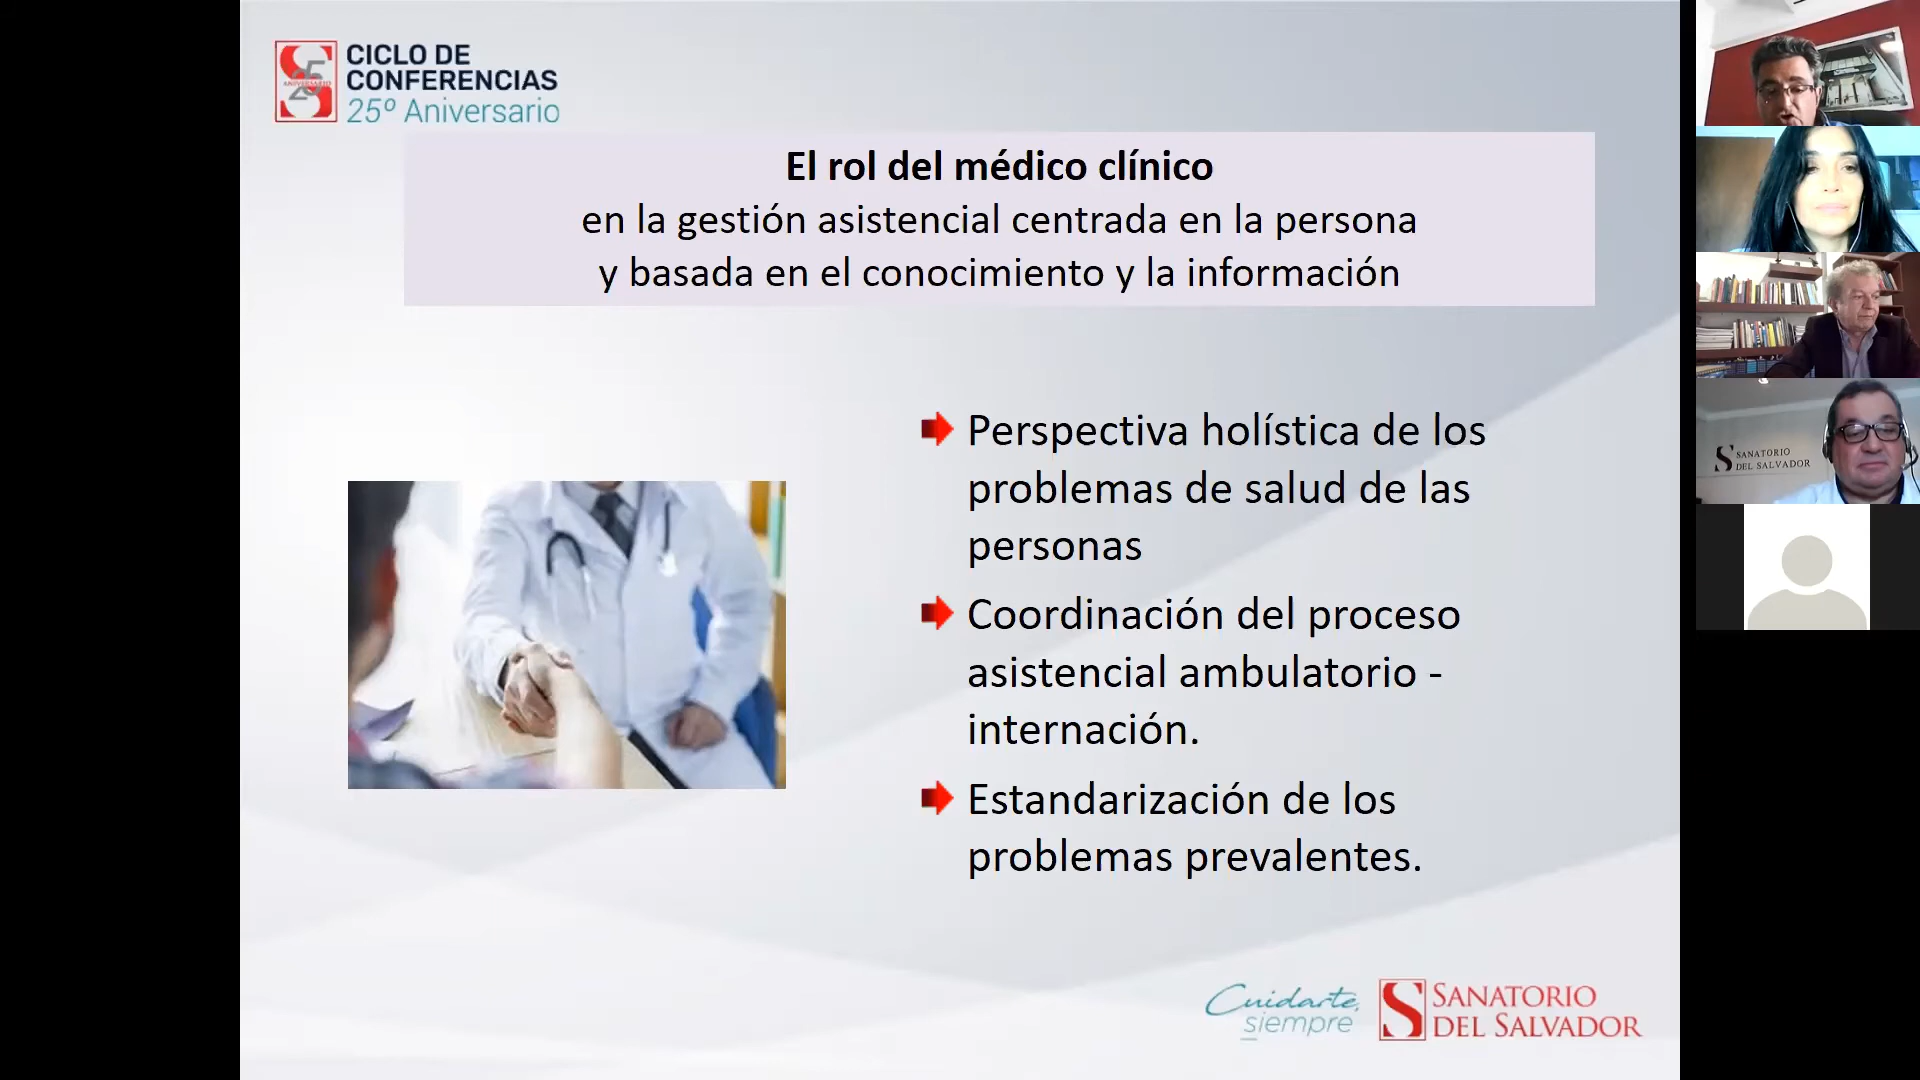 CICLO DE
CONFERENCIAS
25º Aniversario
25
ANIVERSARIO
El rol del médico clínico
en la gestión asistencial centrada en la persona
y basada en el conocimiento y la información
Perspectiva holística de los
problemas de salud de las
personas
Coordinación del proceso
asistencial ambulatorio -
internación.
Estandarización de los
problemas prevalentes.
Cuidarte,
siempre
SANATORIO
DEL SALVADOR
SANATORIO
DEL SALVADOR